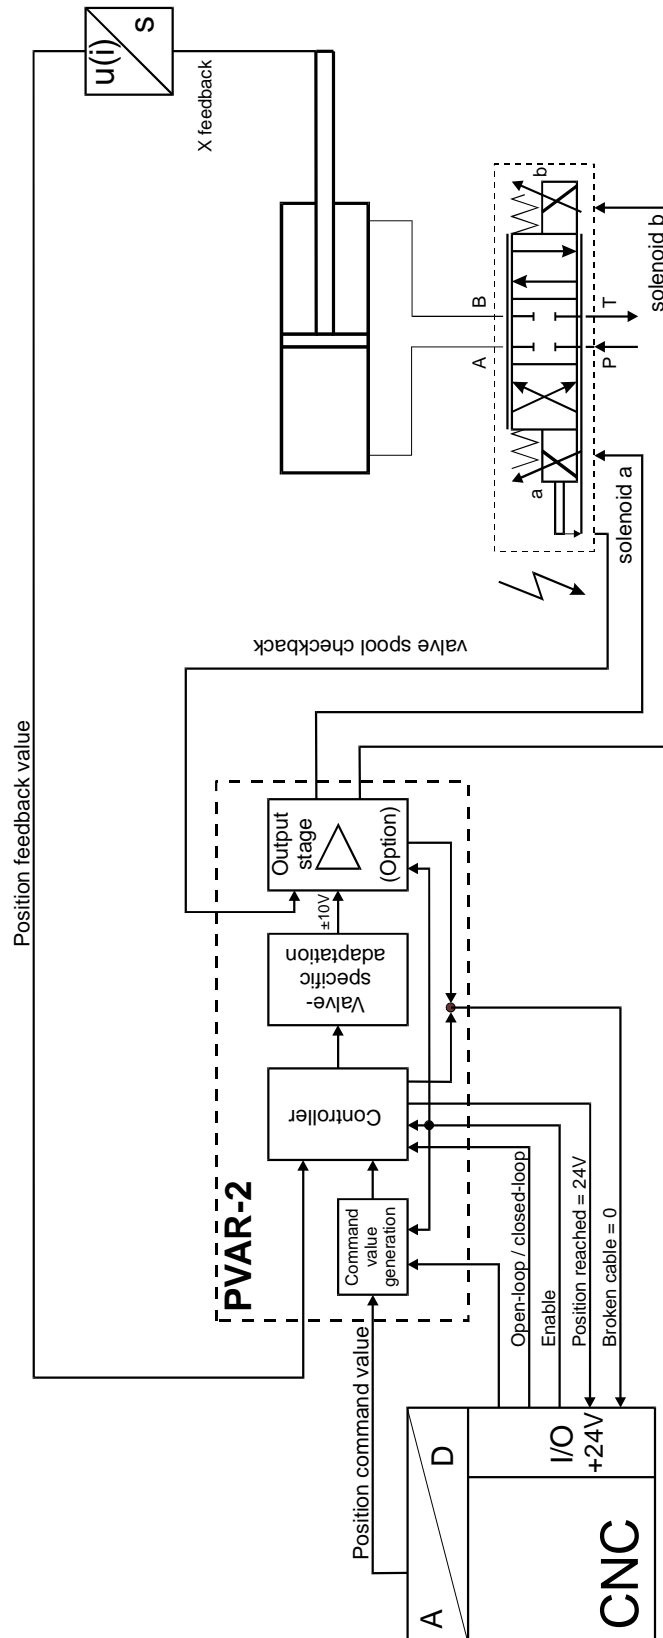 Position feedback value
u(i)
s
X feedback
A
B
a
b
P
T
solenoid a
solenoid b
valve spool checkback
PVAR-2
Output
stage
(Option)
±10V
Valve-
specific
adaptation
Controller
Command
value
generation
Position command value
Open-loop / closed-loop
Enable
Position reached = 24V
Broken cable = 0
A
D
I/O
+24V
CNC